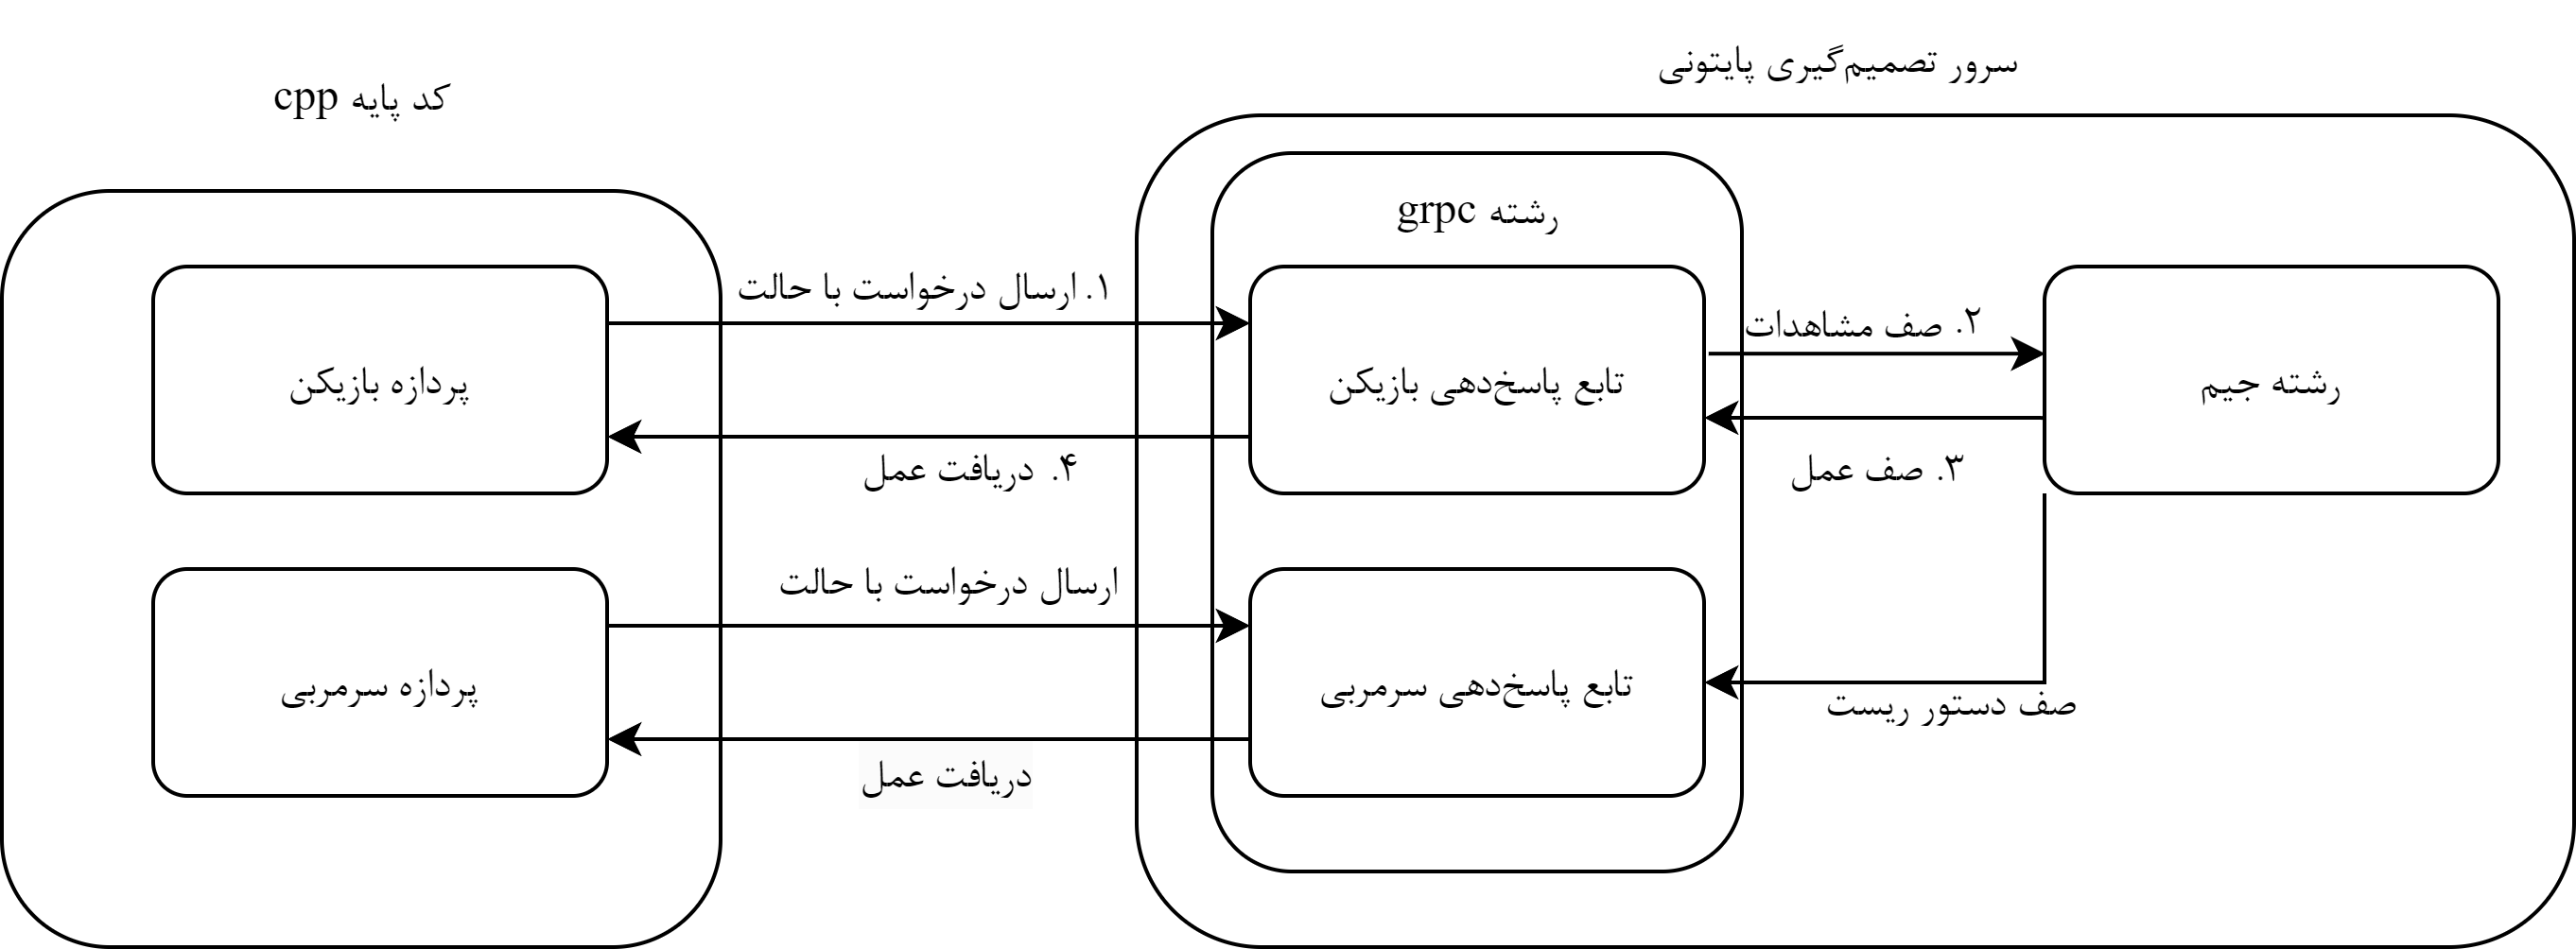 سرور تصمیم‌گیری پایتونی
کد پایه cpp
رشته grpc
۱. ارسال درخواست با حالت
۲. صف مشاهدات
پردازه بازیکن
تابع پاسخ‌دهی بازیکن
رشته جیم
۴. دریافت عمل
۳. صف عمل
ارسال درخواست با حالت
پردازه سرمربی
تابع پاسخ‌دهی سرمربی
صف دستور ریست
دریافت عمل